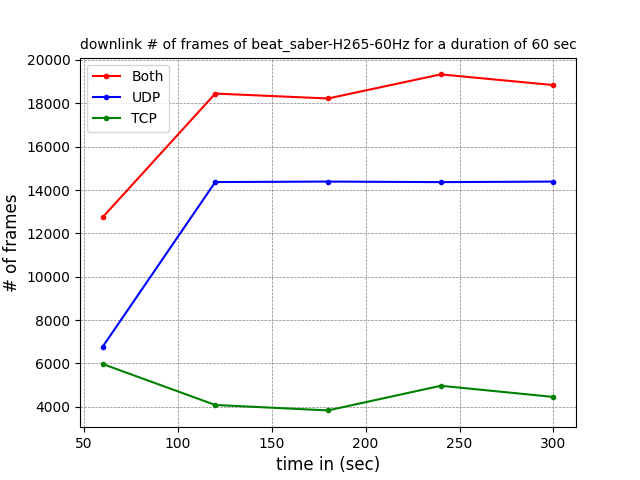 downlink # of frames of beat_saber-H265-60Hz for a duration of 60 sec
20000
18000
16000
14000
12000
10000
8000
6000
4000
# of frames
Both
UDP
TCP
50
100
150
200
250
300
time in (sec)